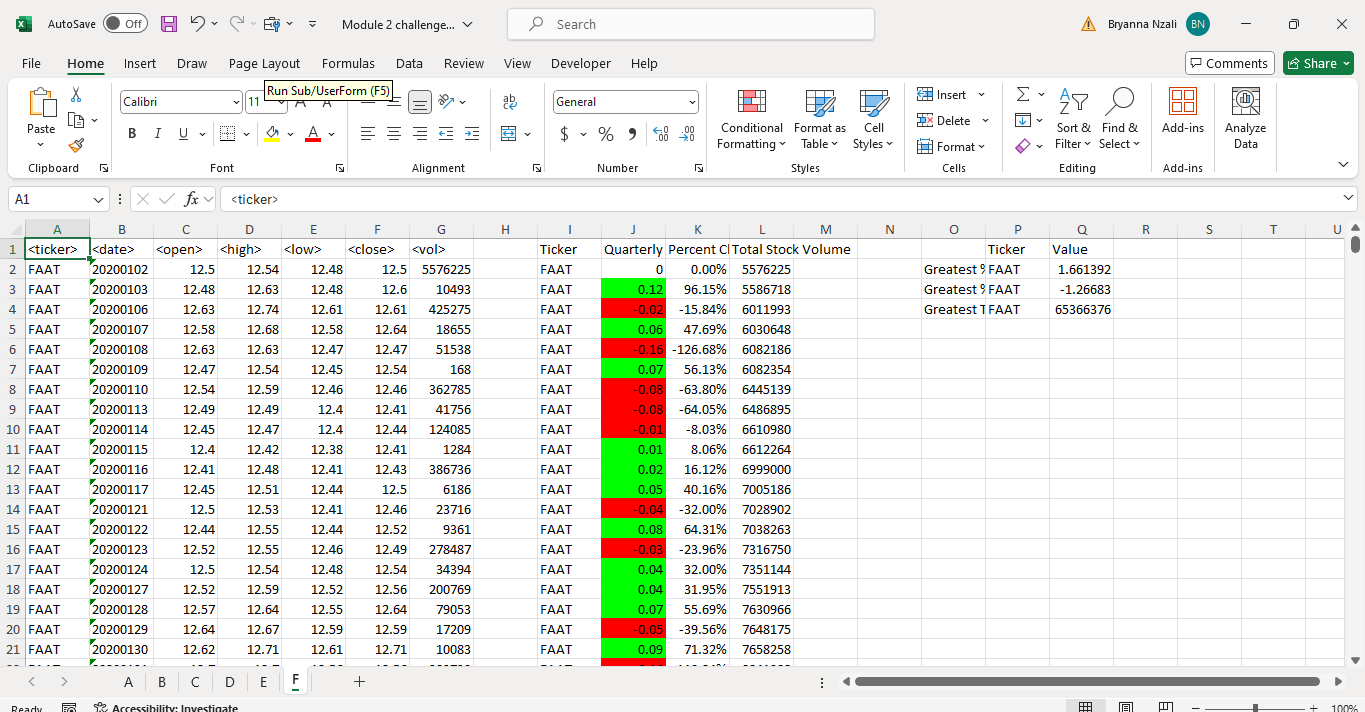 AutoSave Off Module 2 challenge... Search Bryanna Nzali BN
File Home Insert Draw Page Layout Formulas Data Review View Developer Help Comments Share
Run Sub/UserForm (F5)
Paste Calibri 11 A A ab General Conditional Formatting Format as Table Cell Styles Insert Delete Format Sort & Filter Find & Select Add-ins Analyze Data
B I U A $ %
Clipboard Font Alignment Number Styles Cells Editing Add-ins
A1 fx <ticker>
A B C D E F G H I J K L M N O P Q R S T U
1 <ticker> <date> <open> <high> <low> <close> <vol> Ticker Quarterly Percent Cl Total Stock Volume Ticker Value
2 FAAT 20200102 12.5 12.54 12.48 12.5 5576225 FAAT 0 0.00% 5576225 Greatest % FAAT 1.661392
3 FAAT 20200103 12.48 12.63 12.48 12.6 10493 FAAT 0.12 96.15% 5586718 Greatest % FAAT -1.26683
4 FAAT 20200106 12.63 12.74 12.61 12.61 425275 FAAT -0.02 -15.84% 6011993 Greatest T FAAT 65366376
5 FAAT 20200107 12.58 12.68 12.58 12.64 18655 FAAT 0.06 47.69% 6030648
6 FAAT 20200108 12.63 12.63 12.47 12.47 51538 FAAT -0.16 -126.68% 6082186
7 FAAT 20200109 12.47 12.54 12.45 12.54 168 FAAT 0.07 56.13% 6082354
8 FAAT 20200110 12.54 12.59 12.46 12.46 362785 FAAT -0.08 -63.80% 6445139
9 FAAT 20200113 12.49 12.49 12.4 12.41 41756 FAAT -0.08 -64.05% 6486895
10 FAAT 20200114 12.45 12.47 12.4 12.44 124085 FAAT -0.01 -8.03% 6610980
11 FAAT 20200115 12.4 12.42 12.38 12.41 1284 FAAT 0.01 8.06% 6612264
12 FAAT 20200116 12.41 12.48 12.41 12.43 386736 FAAT 0.02 16.12% 6999000
13 FAAT 20200117 12.45 12.51 12.44 12.5 6186 FAAT 0.05 40.16% 7005186
14 FAAT 20200121 12.5 12.53 12.41 12.46 23716 FAAT -0.04 -32.00% 7028902
15 FAAT 20200122 12.44 12.55 12.44 12.52 9361 FAAT 0.08 64.31% 7038263
16 FAAT 20200123 12.52 12.55 12.46 12.49 278487 FAAT -0.03 -23.96% 7316750
17 FAAT 20200124 12.5 12.54 12.48 12.54 34394 FAAT 0.04 32.00% 7351144
18 FAAT 20200127 12.52 12.59 12.52 12.56 200769 FAAT 0.04 31.95% 7551913
19 FAAT 20200128 12.57 12.64 12.55 12.64 79053 FAAT 0.07 55.69% 7630966
20 FAAT 20200129 12.64 12.67 12.59 12.59 17209 FAAT -0.05 -39.56% 7648175
21 FAAT 20200130 12.62 12.71 12.61 12.71 10083 FAAT 0.09 71.32% 7658258
A B C D E F
Ready Accessibility: Investigate 100%